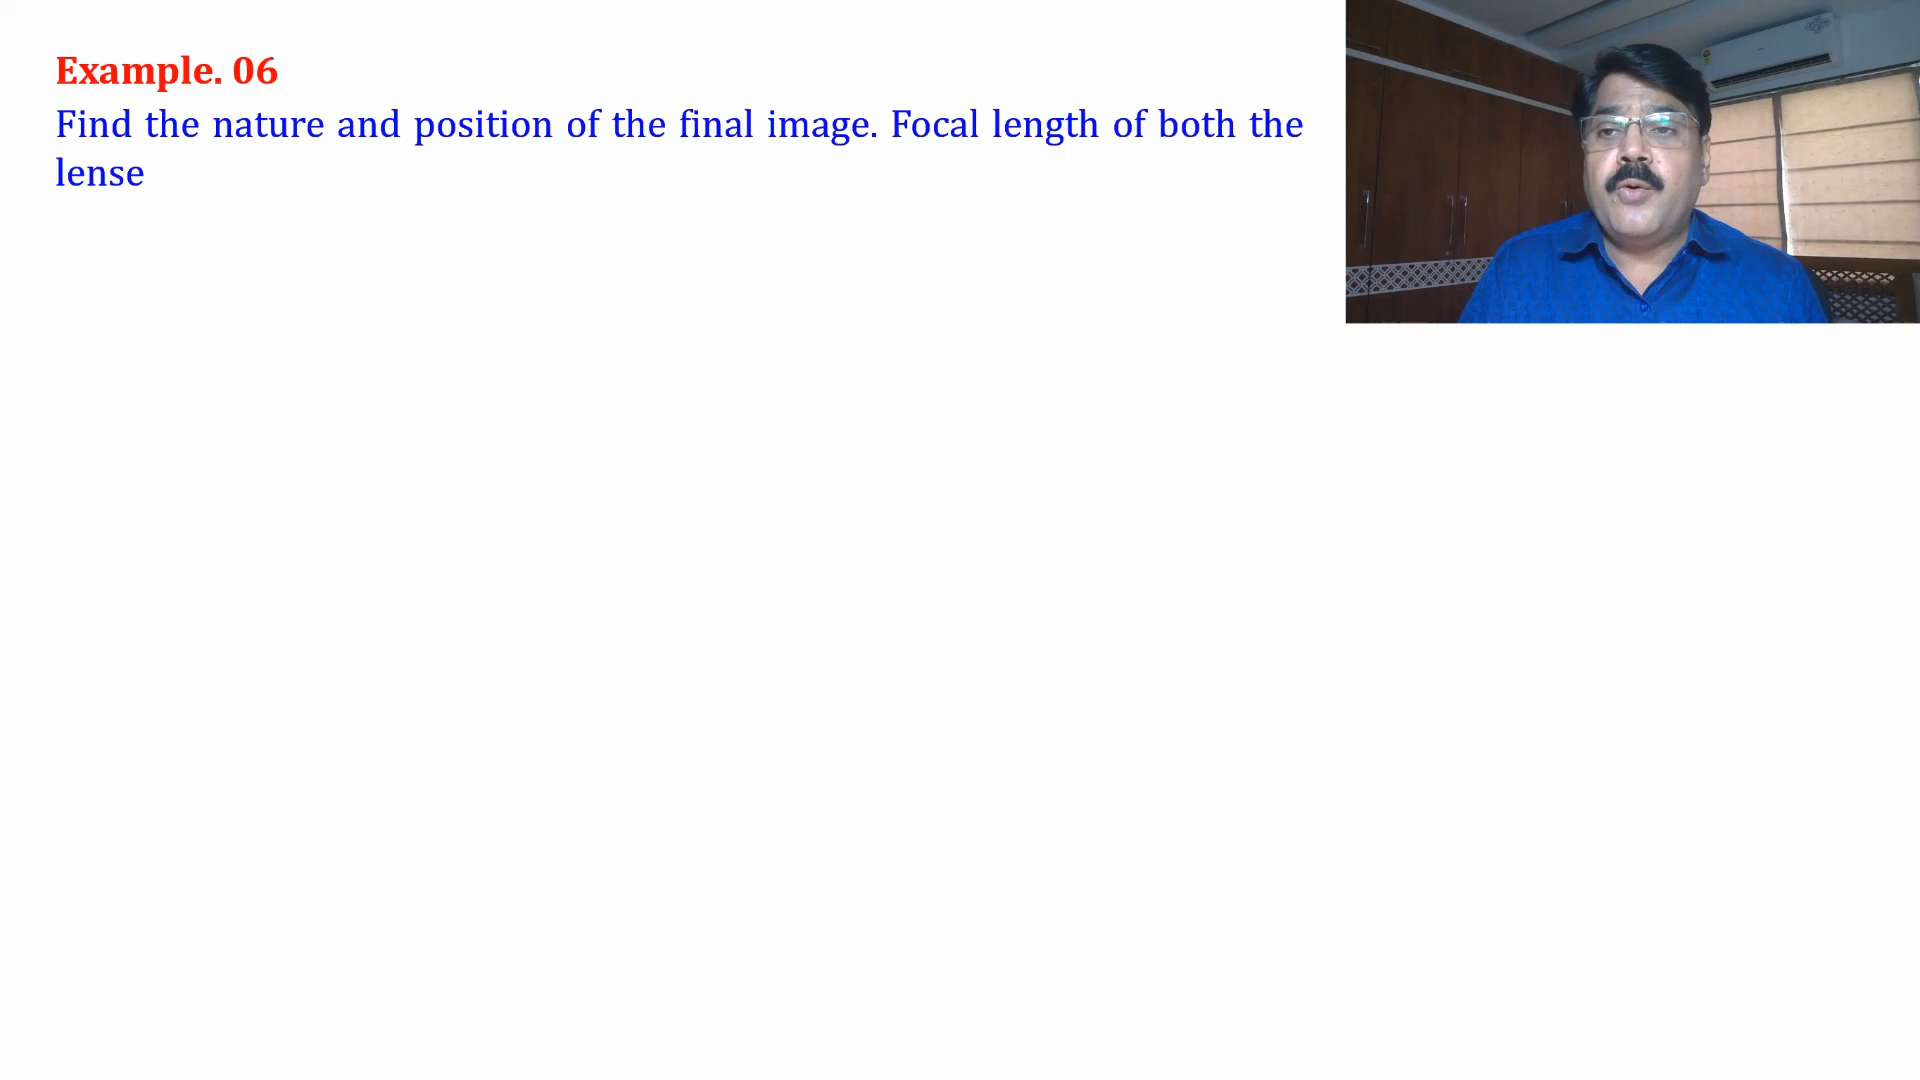 Example. 06
Find the nature and position of the final image. Focal length of both the
lense